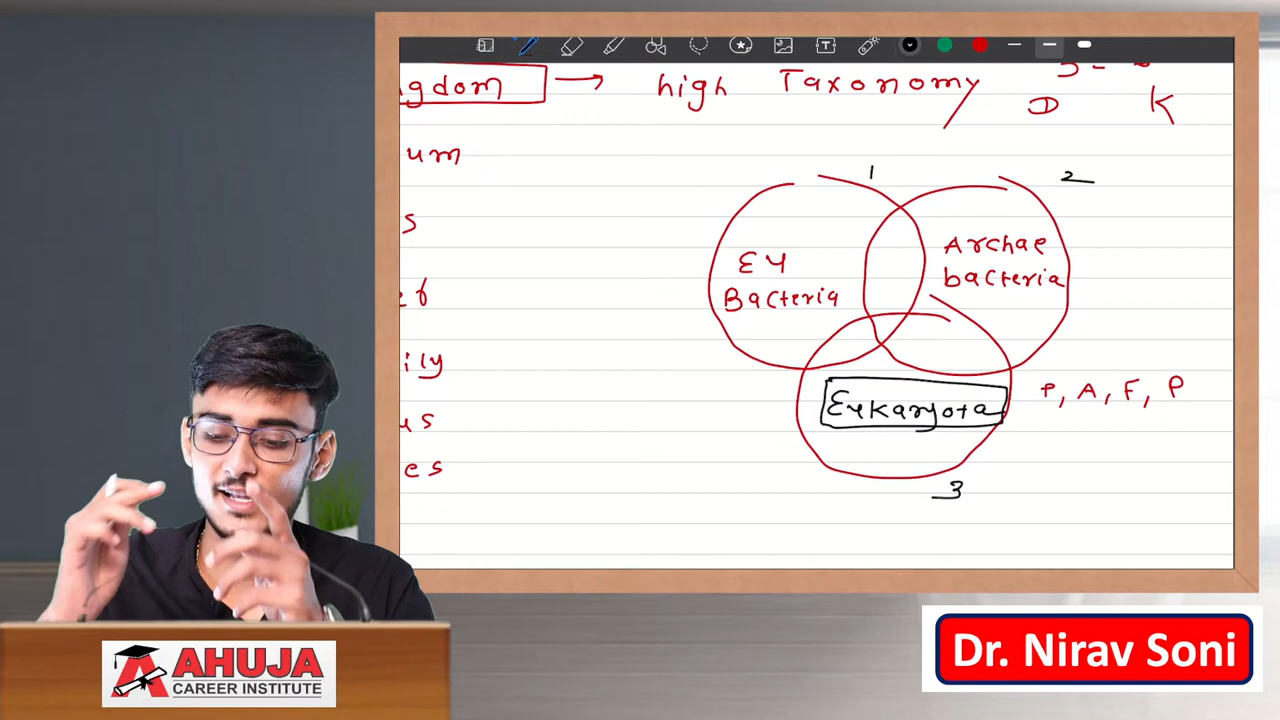 gdom → high Taxonomy
D K
um
1 2
s
Archae
bacteria
Eu
Bacteria
ily
P, A, F, P
Eukaryota
us
es
3
AHUJA
CAREER INSTITUTE
Dr. Nirav Soni